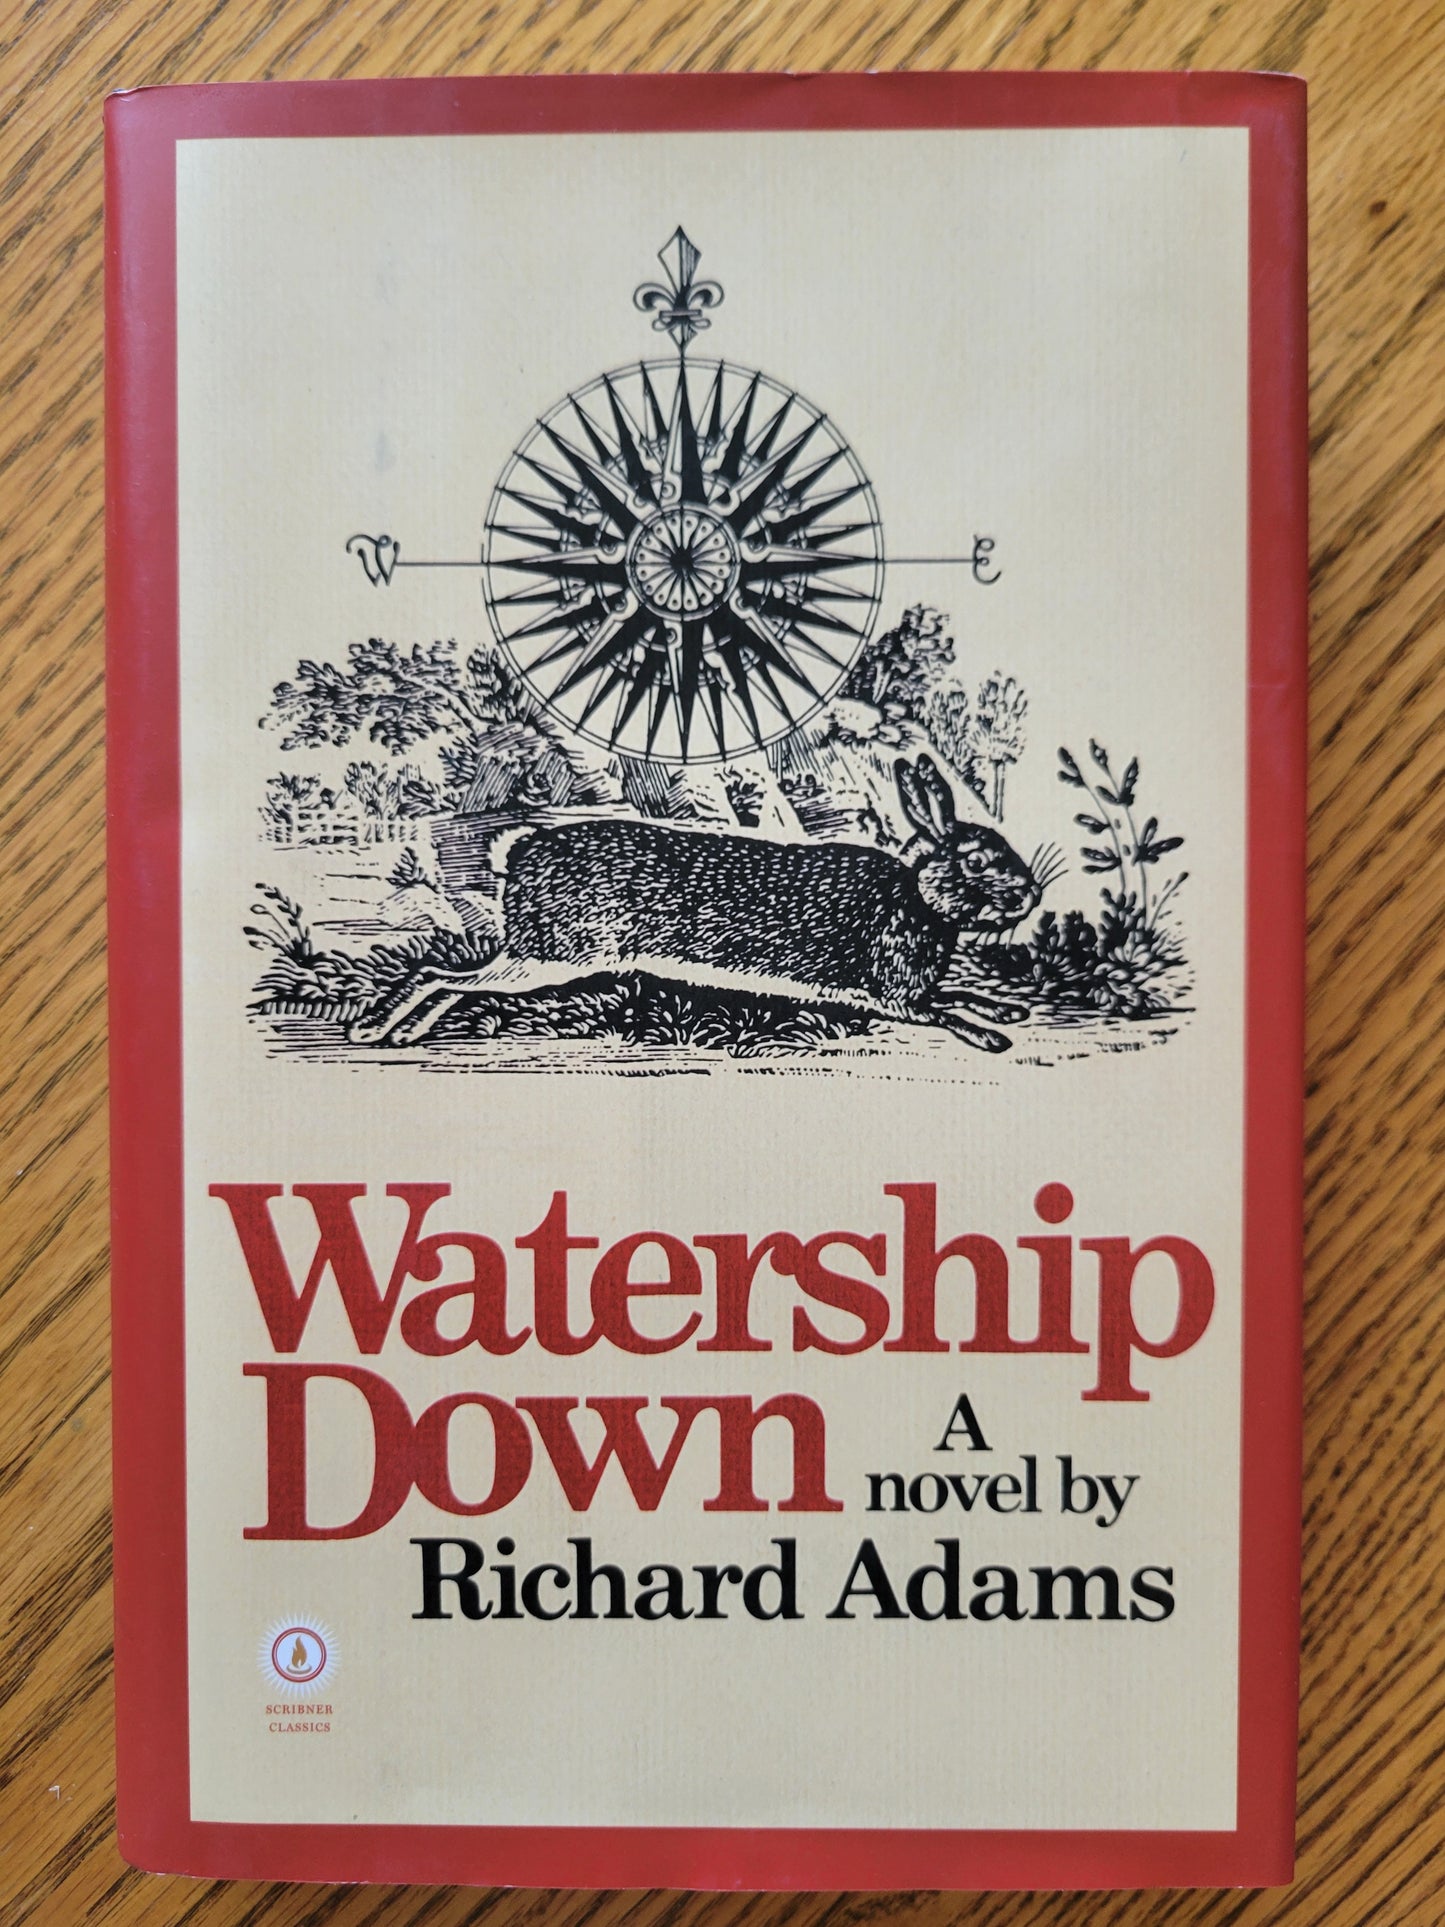 W E
Watership
Down
A
novel by
Richard Adams
SCRIBNER
CLASSICS